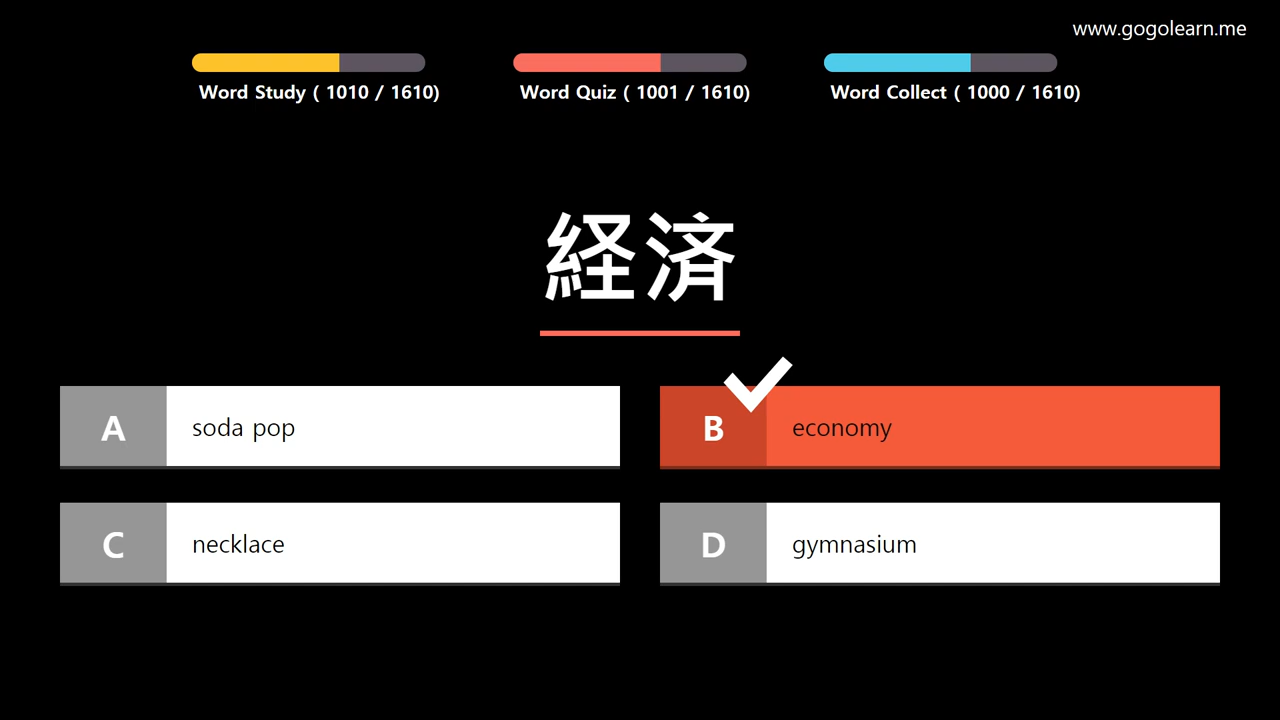 www.gogolearn.me
Word Study ( 1010 / 1610)
Word Quiz ( 1001 / 1610)
Word Collect ( 1000 / 1610)
経済
A soda pop
B economy
C necklace
D gymnasium